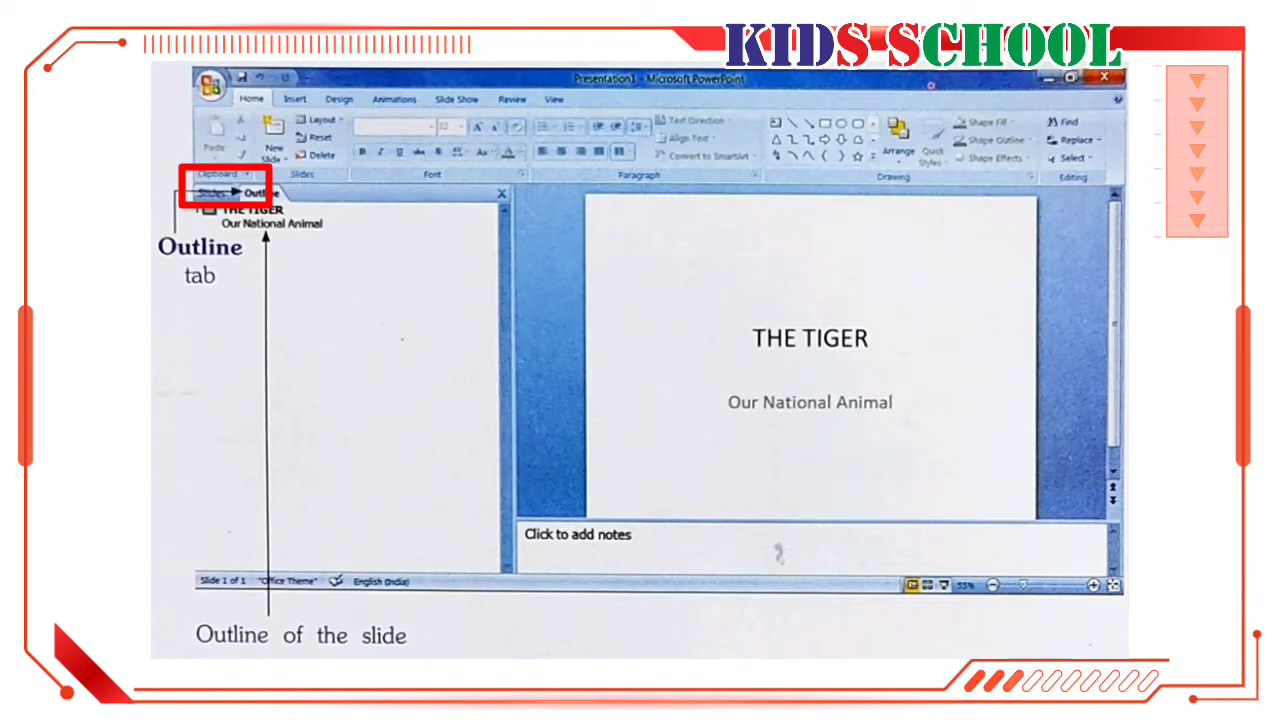 KIDS SCHOOL
Presentation1 - Microsoft PowerPoint
Home Insert Design Animations Slide Show Review View
Paste
New Slide
Layout
Reset
Delete
32
Text Direction
Align Text
Convert to SmartArt
Arrange
Quick Styles
Shape Fill
Shape Outline
Shape Effects
Find
Replace
Select
Clipboard Slides Font Paragraph Drawing Editing
Slides Outline
THE TIGER
Our National Animal
Outline
tab
THE TIGER
Our National Animal
Click to add notes
Slide 1 of 1 "Office Theme" English (India) 55%
Outline of the slide